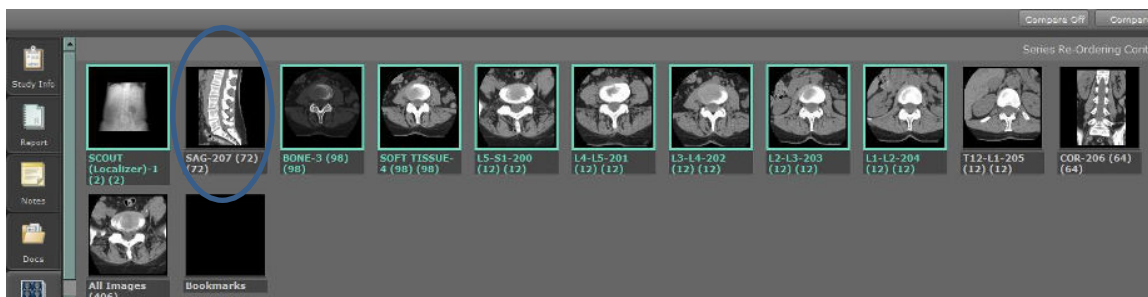 Compare Off Compare
Series Re-Ordering Cont
Study Info
Report
Notes
Docs
SCOUT
(Localizer)-1
(2) (2)
SAG-207 (72)
(72)
BONE-3 (98)
(98)
SOFT TISSUE-
4 (98) (98)
L5-S1-200
(12) (12)
L4-L5-201
(12) (12)
L3-L4-202
(12) (12)
L2-L3-203
(12) (12)
L1-L2-204
(12) (12)
T12-L1-205
(12) (12)
COR-206 (64)
(64)
All Images
(406)
Bookmarks